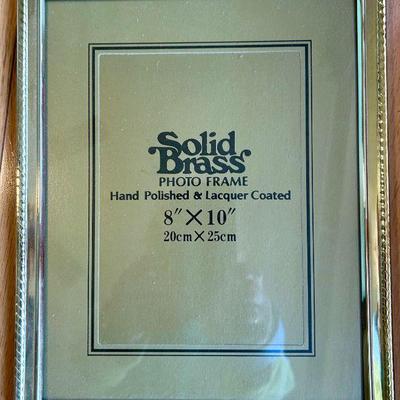 Solid
Brass
PHOTO FRAME
Hand Polished & Lacquer Coated
8"×10"
20cm×25cm